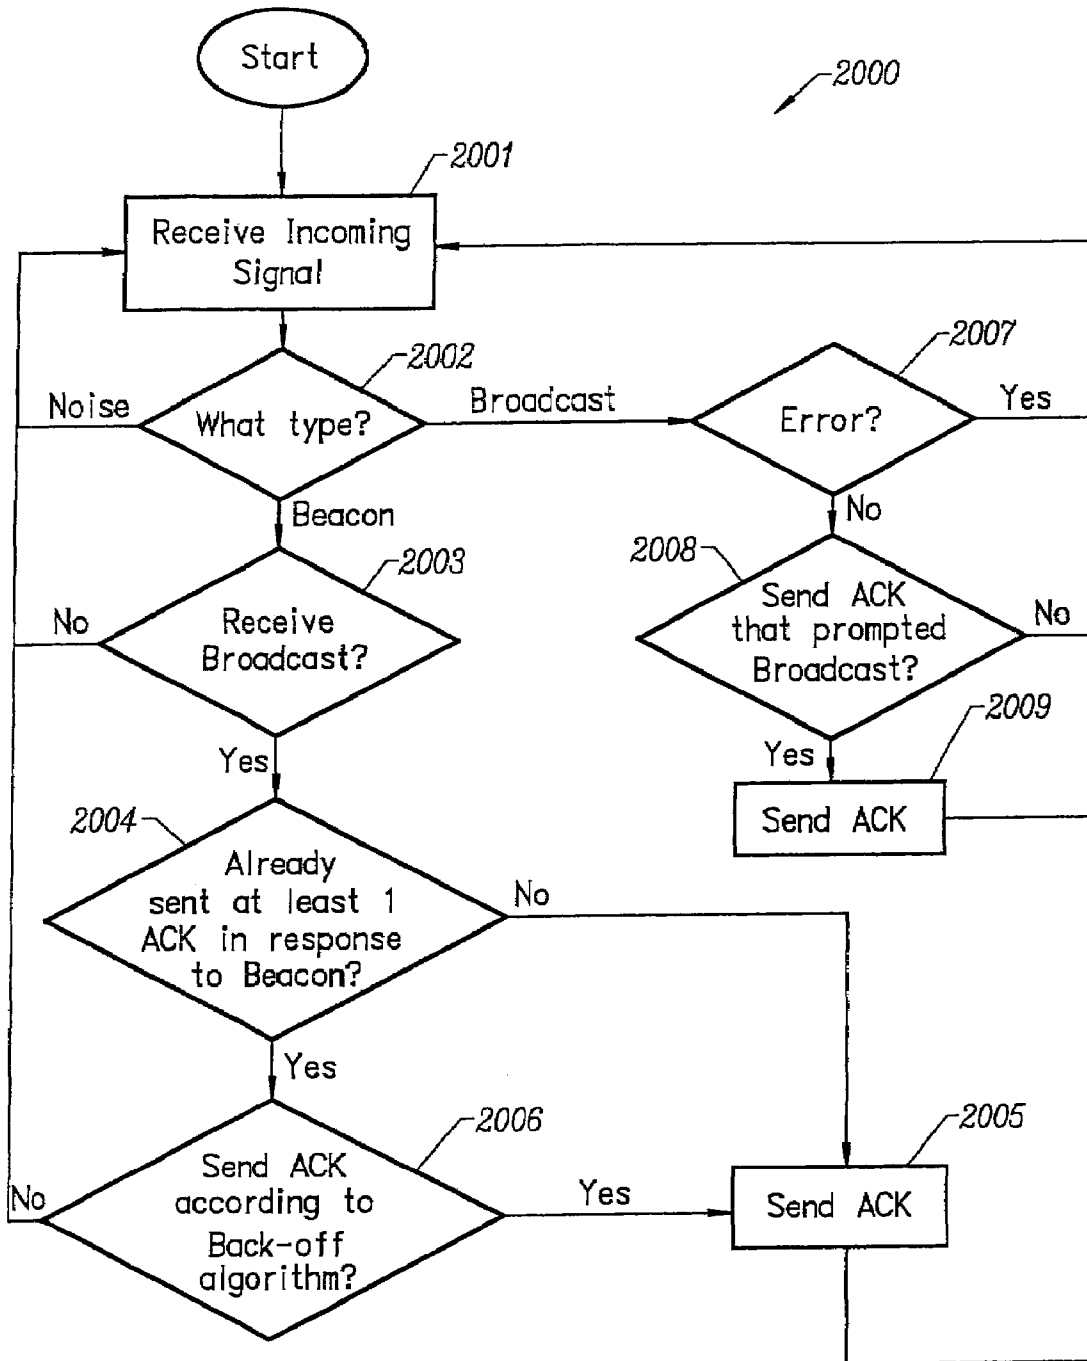 Start
2000
2001
Receive Incoming
Signal
2002
2007
Noise
What type?
Broadcast
Error?
Yes
Beacon
No
2003
2008
No
Receive
Broadcast?
Send ACK
that prompted
Broadcast?
No
2009
Yes
Yes
Send ACK
2004
Already
sent at least 1
ACK in response
to Beacon?
No
Yes
2006
2005
No
Send ACK
according to
Back-off
algorithm?
Yes
Send ACK